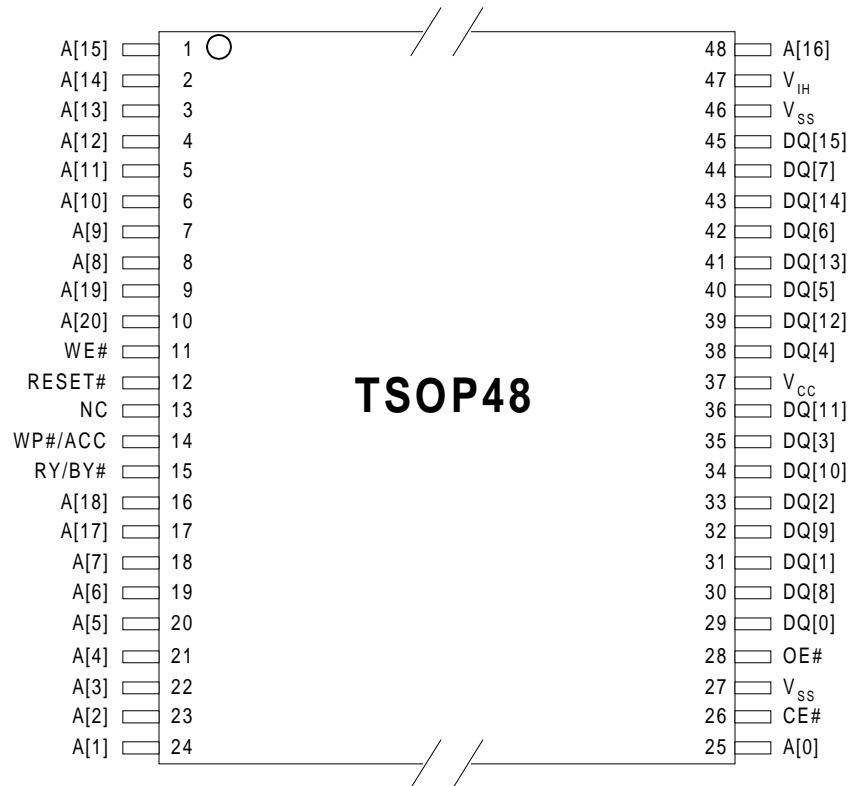 A[15] 1 48 A[16]
A[14] 2 47 VIH
A[13] 3 46 VSS
A[12] 4 45 DQ[15]
A[11] 5 44 DQ[7]
A[10] 6 43 DQ[14]
A[9] 7 42 DQ[6]
A[8] 8 41 DQ[13]
A[19] 9 40 DQ[5]
A[20] 10 39 DQ[12]
WE# 11 38 DQ[4]
RESET# 12 37 VCC
TSOP48
NC 13 36 DQ[11]
WP#/ACC 14 35 DQ[3]
RY/BY# 15 34 DQ[10]
A[18] 16 33 DQ[2]
A[17] 17 32 DQ[9]
A[7] 18 31 DQ[1]
A[6] 19 30 DQ[8]
A[5] 20 29 DQ[0]
A[4] 21 28 OE#
A[3] 22 27 VSS
A[2] 23 26 CE#
A[1] 24 25 A[0]